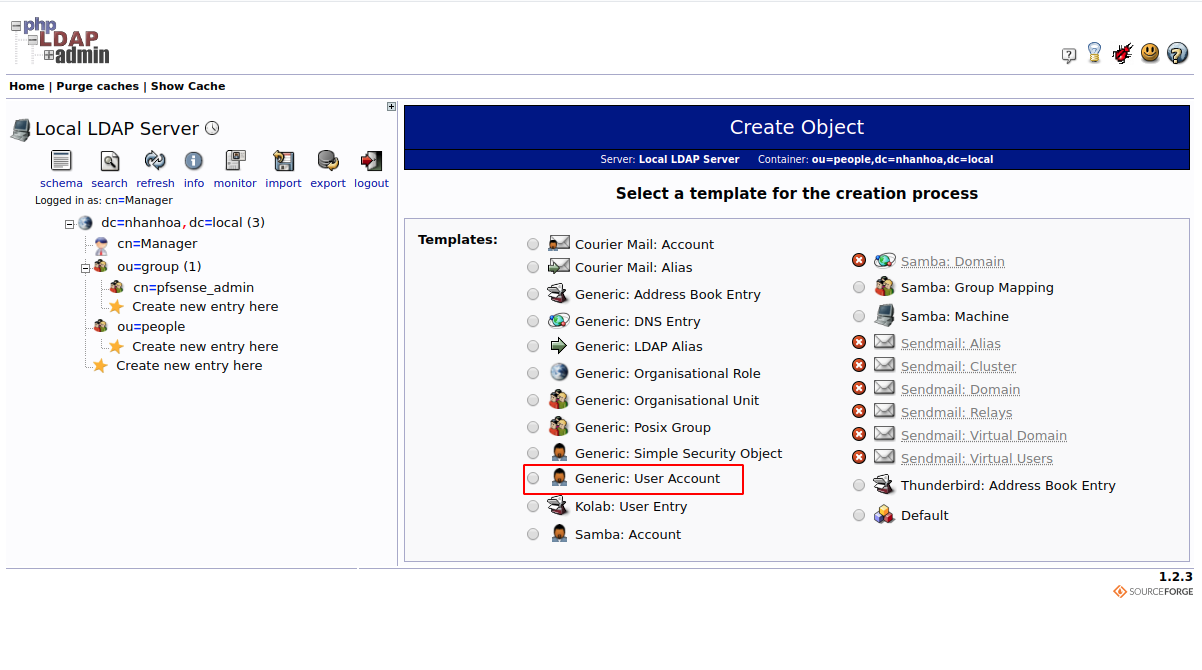 php
LDAP
admin
Home | Purge caches | Show Cache
Local LDAP Server
schema search refresh info monitor import export logout
Logged in as: cn=Manager
dc=nhanhoa,dc=local (3)
cn=Manager
ou=group (1)
cn=pfsense_admin
Create new entry here
ou=people
Create new entry here
Create new entry here
Create Object
Server: Local LDAP Server Container: ou=people,dc=nhanhoa,dc=local
Select a template for the creation process
Templates:
Courier Mail: Account
Courier Mail: Alias
Generic: Address Book Entry
Generic: DNS Entry
Generic: LDAP Alias
Generic: Organisational Role
Generic: Organisational Unit
Generic: Posix Group
Generic: Simple Security Object
Generic: User Account
Kolab: User Entry
Samba: Account
Samba: Domain
Samba: Group Mapping
Samba: Machine
Sendmail: Alias
Sendmail: Cluster
Sendmail: Domain
Sendmail: Relays
Sendmail: Virtual Domain
Sendmail: Virtual Users
Thunderbird: Address Book Entry
Default
1.2.3
SOURCEFORGE